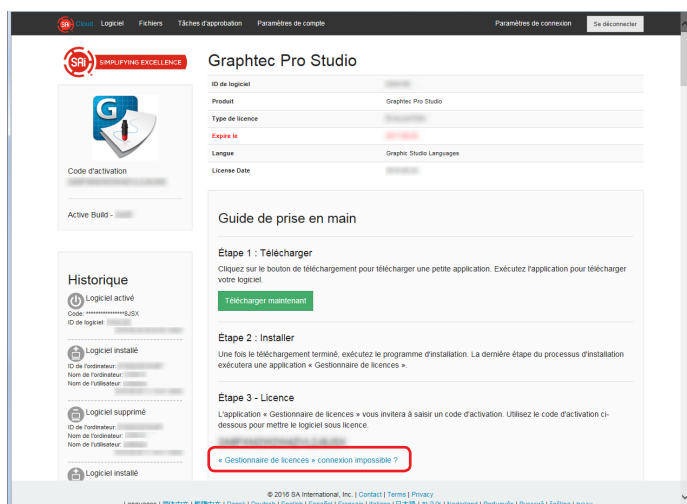 SAi Cloud Logiciel Fichiers Tâches d'approbation Paramètres de compte Paramètres de connexion Se déconnecter
SAi SIMPLIFYING EXCELLENCE
Graphtec Pro Studio
ID de logiciel
Produit Graphtec Pro Studio
Type de licence
Expire le
Langue Graphic Studio Languages
License Date
G
Code d'activation
Active Build -
Guide de prise en main
Étape 1 : Télécharger
Cliquez sur le bouton de téléchargement pour télécharger une petite application. Exécutez l'application pour télécharger
votre logiciel.
Télécharger maintenant
Étape 2 : Installer
Une fois le téléchargement terminé, exécutez le programme d'installation. La dernière étape du processus d'installation
exécutera une application « Gestionnaire de licences ».
Étape 3 - Licence
L'application « Gestionnaire de licences » vous invitera à saisir un code d'activation. Utilisez le code d'activation ci-
dessous pour mettre le logiciel sous licence.
« Gestionnaire de licences » connexion impossible ?
Historique
Logiciel activé
Code: ****************8JSX
ID de logiciel:
Logiciel installé
ID de l'ordinateur:
Nom de l'ordinateur:
Nom de l'utilisateur:
Logiciel supprimé
ID de l'ordinateur:
Nom de l'ordinateur:
Nom de l'utilisateur:
Logiciel installé
© 2016 SA International, Inc. | Contact | Terms | Privacy